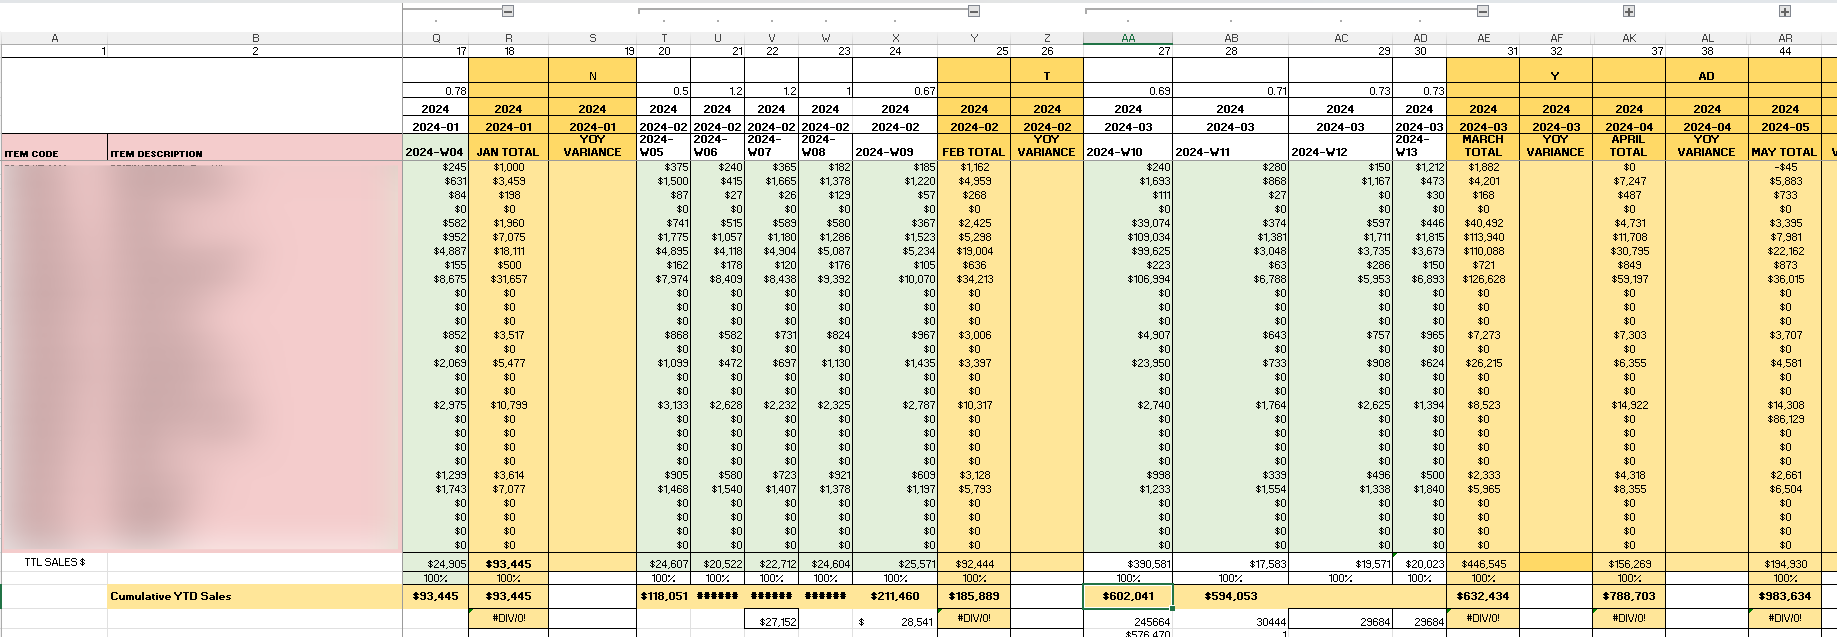 A B Q R S T U V W X Y Z AA AB AC AD AE AF AK AL AR
1 2 17 18 19 20 21 22 23 24 25 26 27 28 29 30 31 32 37 38 44
N T Y AD
0.78 0.5 1.2 1.2 1 0.67 0.69 0.71 0.73 0.73
2024 2024 2024 2024 2024 2024 2024 2024 2024 2024 2024 2024 2024 2024 2024 2024 2024 2024 2024
2024-01 2024-01 2024-01 2024-02 2024-02 2024-02 2024-02 2024-02 2024-02 2024-02 2024-03 2024-03 2024-03 2024-03 2024-03 2024-03 2024-04 2024-04 2024-05
ITEM CODE ITEM DESCRIPTION 2024-W04 JAN TOTAL YOY VARIANCE 2024-W05 2024-W06 2024-W07 2024-W08 2024-W09 FEB TOTAL YOY VARIANCE 2024-W10 2024-W11 2024-W12 2024-W13 MARCH TOTAL YOY VARIANCE APRIL TOTAL YOY VARIANCE MAY TOTAL
$245 $1,000 $375 $240 $365 $182 $185 $1,162 $240 $280 $150 $1,212 $1,882 $0 -$45
$631 $3,459 $1,500 $415 $1,665 $1,378 $1,220 $4,959 $1,693 $868 $1,167 $473 $4,201 $7,247 $5,883
$84 $198 $87 $27 $26 $129 $57 $268 $111 $27 $0 $30 $168 $487 $733
$0 $0 $0 $0 $0 $0 $0 $0 $0 $0 $0 $0 $0 $0 $0
$582 $1,960 $741 $515 $589 $580 $367 $2,425 $39,074 $374 $597 $446 $40,492 $4,731 $3,395
$952 $7,075 $1,775 $1,057 $1,180 $1,286 $1,523 $5,298 $109,034 $1,381 $1,711 $1,815 $113,940 $11,708 $7,981
$4,887 $18,111 $4,895 $4,118 $4,904 $5,087 $5,234 $19,004 $99,625 $3,048 $3,735 $3,679 $110,088 $30,795 $22,162
$155 $500 $162 $178 $120 $176 $105 $636 $223 $63 $286 $150 $721 $849 $873
$8,675 $31,657 $7,974 $8,409 $8,438 $9,392 $10,070 $34,213 $106,994 $6,788 $5,953 $6,893 $126,628 $59,197 $36,015
$0 $0 $0 $0 $0 $0 $0 $0 $0 $0 $0 $0 $0 $0 $0
$0 $0 $0 $0 $0 $0 $0 $0 $0 $0 $0 $0 $0 $0 $0
$0 $0 $0 $0 $0 $0 $0 $0 $0 $0 $0 $0 $0 $0 $0
$852 $3,517 $868 $582 $731 $824 $967 $3,006 $4,907 $643 $757 $965 $7,273 $7,303 $3,707
$0 $0 $0 $0 $0 $0 $0 $0 $0 $0 $0 $0 $0 $0 $0
$2,069 $5,477 $1,099 $472 $697 $1,130 $1,435 $3,397 $23,950 $733 $908 $624 $26,215 $6,355 $4,581
$0 $0 $0 $0 $0 $0 $0 $0 $0 $0 $0 $0 $0 $0 $0
$0 $0 $0 $0 $0 $0 $0 $0 $0 $0 $0 $0 $0 $0 $0
$2,975 $10,799 $3,133 $2,628 $2,232 $2,325 $2,787 $10,317 $2,740 $1,764 $2,625 $1,394 $8,523 $14,922 $14,308
$0 $0 $0 $0 $0 $0 $0 $0 $0 $0 $0 $0 $0 $0 $86,129
$0 $0 $0 $0 $0 $0 $0 $0 $0 $0 $0 $0 $0 $0 $0
$0 $0 $0 $0 $0 $0 $0 $0 $0 $0 $0 $0 $0 $0 $0
$0 $0 $0 $0 $0 $0 $0 $0 $0 $0 $0 $0 $0 $0 $0
$1,299 $3,614 $905 $580 $723 $921 $609 $3,128 $998 $339 $496 $500 $2,333 $4,318 $2,661
$1,743 $7,077 $1,468 $1,540 $1,407 $1,378 $1,197 $5,793 $1,233 $1,554 $1,338 $1,840 $5,965 $8,355 $6,504
$0 $0 $0 $0 $0 $0 $0 $0 $0 $0 $0 $0 $0 $0 $0
$0 $0 $0 $0 $0 $0 $0 $0 $0 $0 $0 $0 $0 $0 $0
$0 $0 $0 $0 $0 $0 $0 $0 $0 $0 $0 $0 $0 $0 $0
$0 $0 $0 $0 $0 $0 $0 $0 $0 $0 $0 $0 $0 $0 $0
TTL SALES $ $24,905 $93,445 $24,607 $20,522 $22,712 $24,604 $25,571 $92,444 $390,581 $17,583 $19,571 $20,023 $446,545 $156,269 $194,930
100% 100% 100% 100% 100% 100% 100% 100% 100% 100% 100% 100% 100% 100% 100%
Cumulative YTD Sales $93,445 $93,445 $118,051 ###### ###### ###### $211,460 $185,889 $602,041 $594,053 $632,434 $788,703 $983,634
#DIV/0! $27,152 $ 28,541 #DIV/0! 245664 30444 29684 29684 #DIV/0! #DIV/0! #DIV/0!
$576,470 1